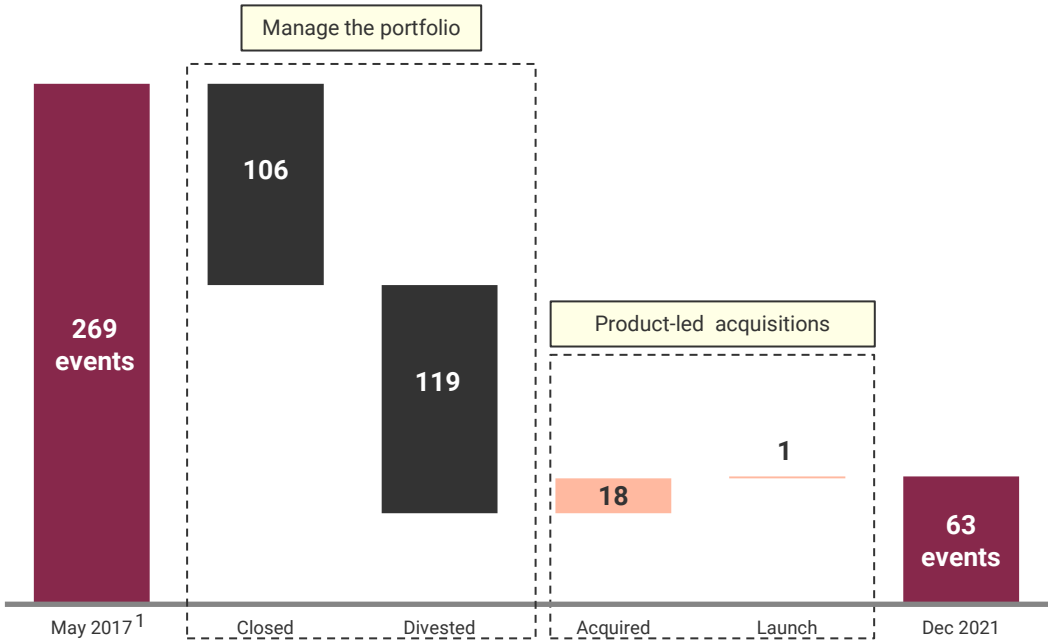 Manage the portfolio
106
269
events
119
Product-led acquisitions
1
18
63
events
May 2017 1
Closed
Divested
Acquired
Launch
Dec 2021